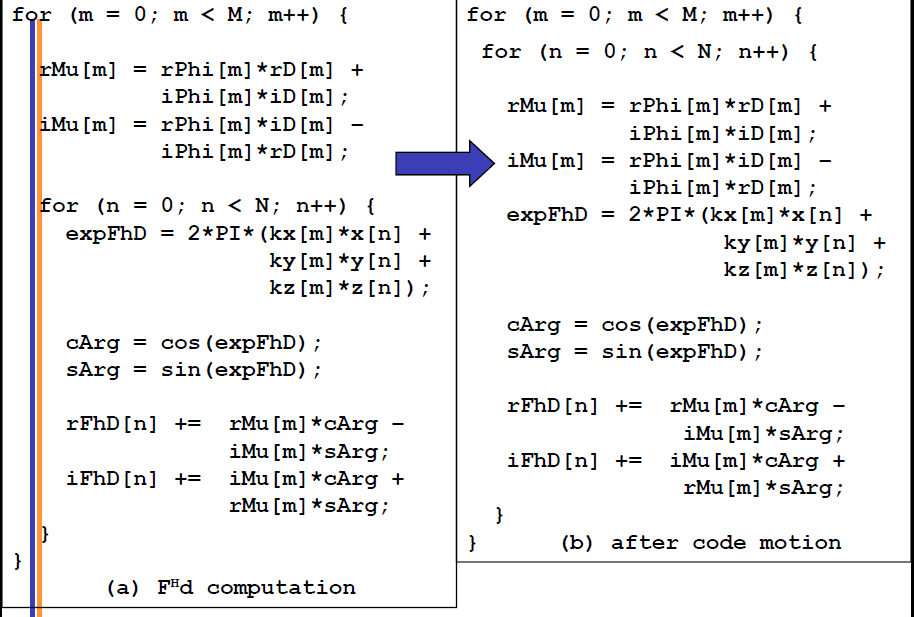 for (m = 0; m < M; m++) {
rMu[m] = rPhi[m]*rD[m] +
iPhi[m]*iD[m];
iMu[m] = rPhi[m]*iD[m] –
iPhi[m]*rD[m];
for (n = 0; n < N; n++) {
expFhD = 2*PI*(kx[m]*x[n] +
ky[m]*y[n] +
kz[m]*z[n]);
cArg = cos(expFhD);
sArg = sin(expFhD);
rFhD[n] += rMu[m]*cArg –
iMu[m]*sArg;
iFhD[n] += iMu[m]*cArg +
rMu[m]*sArg;
}
}
(a) Fᴴd computation
for (m = 0; m < M; m++) {
for (n = 0; n < N; n++) {
rMu[m] = rPhi[m]*rD[m] +
iPhi[m]*iD[m];
iMu[m] = rPhi[m]*iD[m] –
iPhi[m]*rD[m];
expFhD = 2*PI*(kx[m]*x[n] +
ky[m]*y[n] +
kz[m]*z[n]);
cArg = cos(expFhD);
sArg = sin(expFhD);
rFhD[n] += rMu[m]*cArg –
iMu[m]*sArg;
iFhD[n] += iMu[m]*cArg +
rMu[m]*sArg;
}
} (b) after code motion